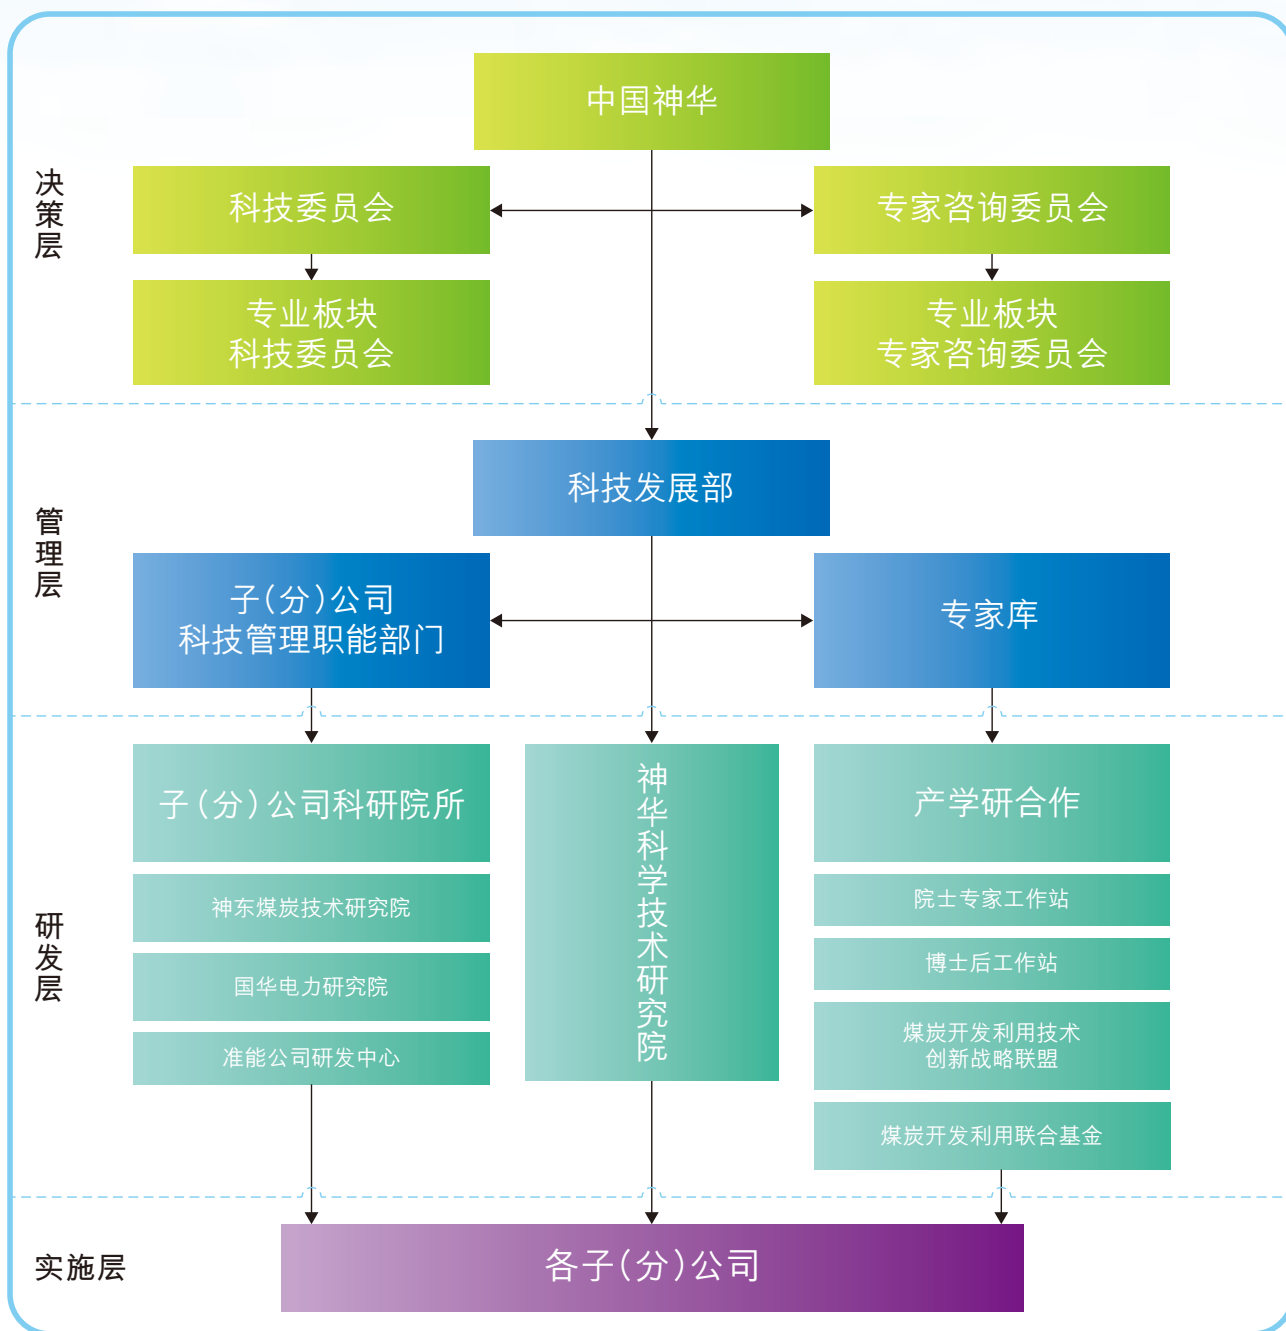 中国神华
决策层
科技委员会
专家咨询委员会
专业板块
科技委员会
专业板块
专家咨询委员会
科技发展部
管理层
子（分）公司
科技管理职能部门
专家库
研发层
子（分）公司科研院所
神东煤炭技术研究院
国华电力研究院
准能公司研发中心
神华科学技术研究院
产学研合作
院士专家工作站
博士后工作站
煤炭开发利用技术
创新战略联盟
煤炭开发利用联合基金
实施层
各子（分）公司